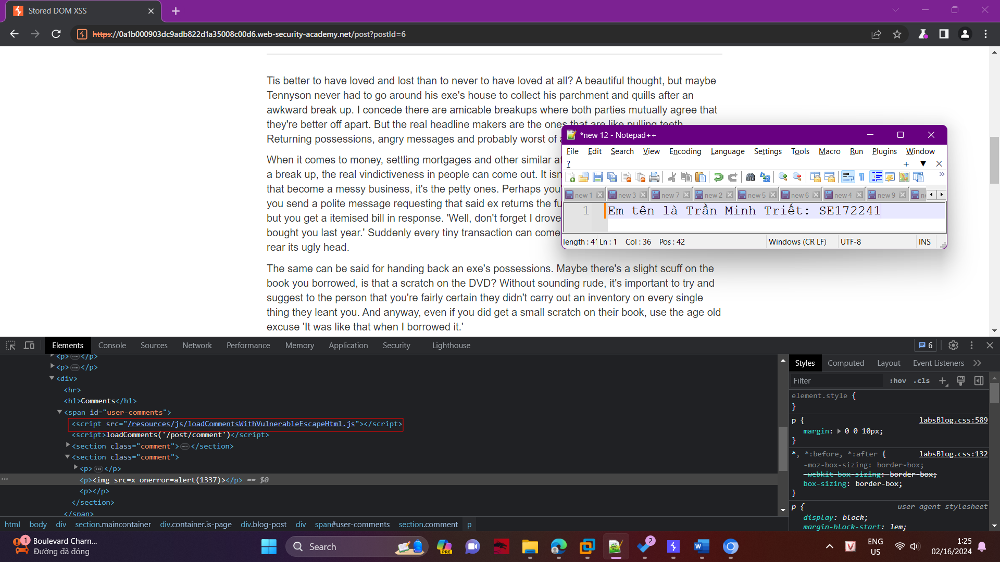 Stored DOM XSS
https://0a1b000903dc9adb822d1a35008c00d6.web-security-academy.net/post?postId=6
Tis better to have loved and lost than to never to have loved at all? A beautiful thought, but maybe
Tennyson never had to go around his exe's house to collect his parchment and quills after an
awkward break up. I concede there are amicable breakups where both parties mutually agree that
they're better off apart. But the real headline makers are the ones that are like pulling teeth.
Returning possessions, angry messages and probably worst of
When it comes to money, settling mortgages and other similar
a break up, the real vindictiveness in people can come out. It isn
that become a messy business, it's the petty ones. Perhaps you'
you send a polite message requesting that said ex returns the
but you get a itemised bill in response. 'Well, don't forget I drove
bought you last year.' Suddenly every tiny transaction can come
rear its ugly head.
The same can be said for handing back an exe's possessions. Maybe there's a slight scuff on the
book you borrowed, is that a scratch on the DVD? Without sounding rude, it's important to try and
suggest to the person that you're fairly certain they didn't carry out an inventory on every single
thing they leant you. And anyway, even if you did get a small scratch on their book, use the age old
excuse 'It was like that when I borrowed it.'
*new 12 - Notepad++
File Edit Search View Encoding Language Settings Tools Macro Run Plugins Window
?
new 1 new 3 new 7 new 2 new 5 new 6 new 4 new 9
1 Em tên là Trần Minh Triết: SE172241
length : 41 Ln : 1 Col : 36 Pos : 42 Windows (CR LF) UTF-8 INS
Elements Console Sources Network Performance Memory Application Security Lighthouse 6
<p>…</p>
<p>…</p>
<div>
<hr>
<h1>Comments</h1>
<span id="user-comments">
<script src="/resources/js/loadCommentsWithVulnerableEscapeHtml.js"></script>
<script>loadComments('/post/comment')</script>
<section class="comment">…</section>
<section class="comment">
<p>…</p>
<p><img src=x onerror=alert(1337)></p> == $0
<p></p>
</section>
</span>
html body div section.maincontainer div.container.is-page div.blog-post div span#user-comments section.comment p
Styles Computed Layout Event Listeners
Filter :hov .cls
element.style {
}
p { labsBlog.css:589
margin: 0 0 10px;
}
*, *:before, *:after { labsBlog.css:132
-moz-box-sizing: border-box;
-webkit-box-sizing: border-box;
box-sizing: border-box;
}
p { user agent stylesheet
display: block;
margin-block-start: 1em;
1 Boulevard Charn...
Đường đã đóng
Search
PRE
2
ENG
US
1:25
02/16/2024